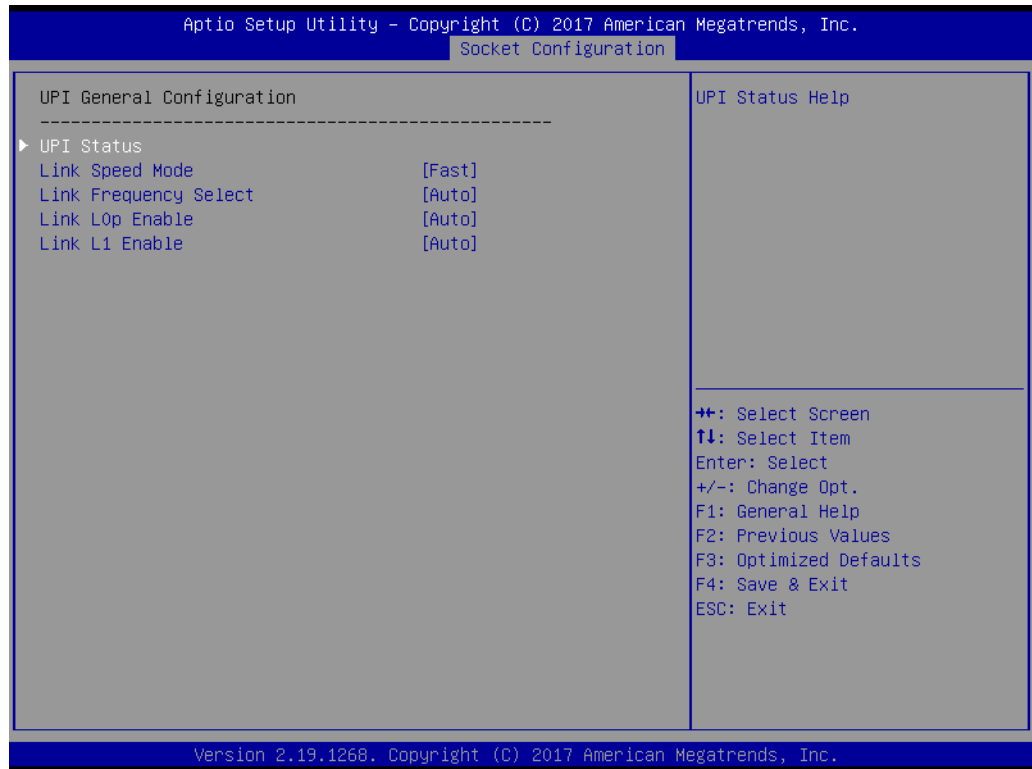 Aptio Setup Utility – Copyright (C) 2017 American Megatrends, Inc.
Socket Configuration
UPI General Configuration
--------------------------------------------------
UPI Status
Link Speed Mode [Fast]
Link Frequency Select [Auto]
Link L0p Enable [Auto]
Link L1 Enable [Auto]
UPI Status Help
→←: Select Screen
↑↓: Select Item
Enter: Select
+/-: Change Opt.
F1: General Help
F2: Previous Values
F3: Optimized Defaults
F4: Save & Exit
ESC: Exit
Version 2.19.1268. Copyright (C) 2017 American Megatrends, Inc.